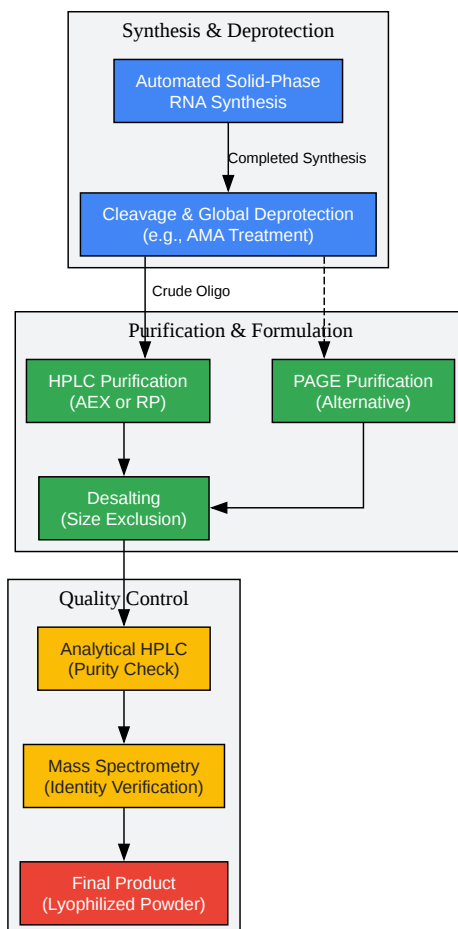 Synthesis & Deprotection
Automated Solid-Phase
RNA Synthesis
Completed Synthesis
Cleavage & Global Deprotection
(e.g., AMA Treatment)
Crude Oligo
Purification & Formulation
HPLC Purification
(AEX or RP)
PAGE Purification
(Alternative)
Desalting
(Size Exclusion)
Quality Control
Analytical HPLC
(Purity Check)
Mass Spectrometry
(Identity Verification)
Final Product
(Lyophilized Powder)